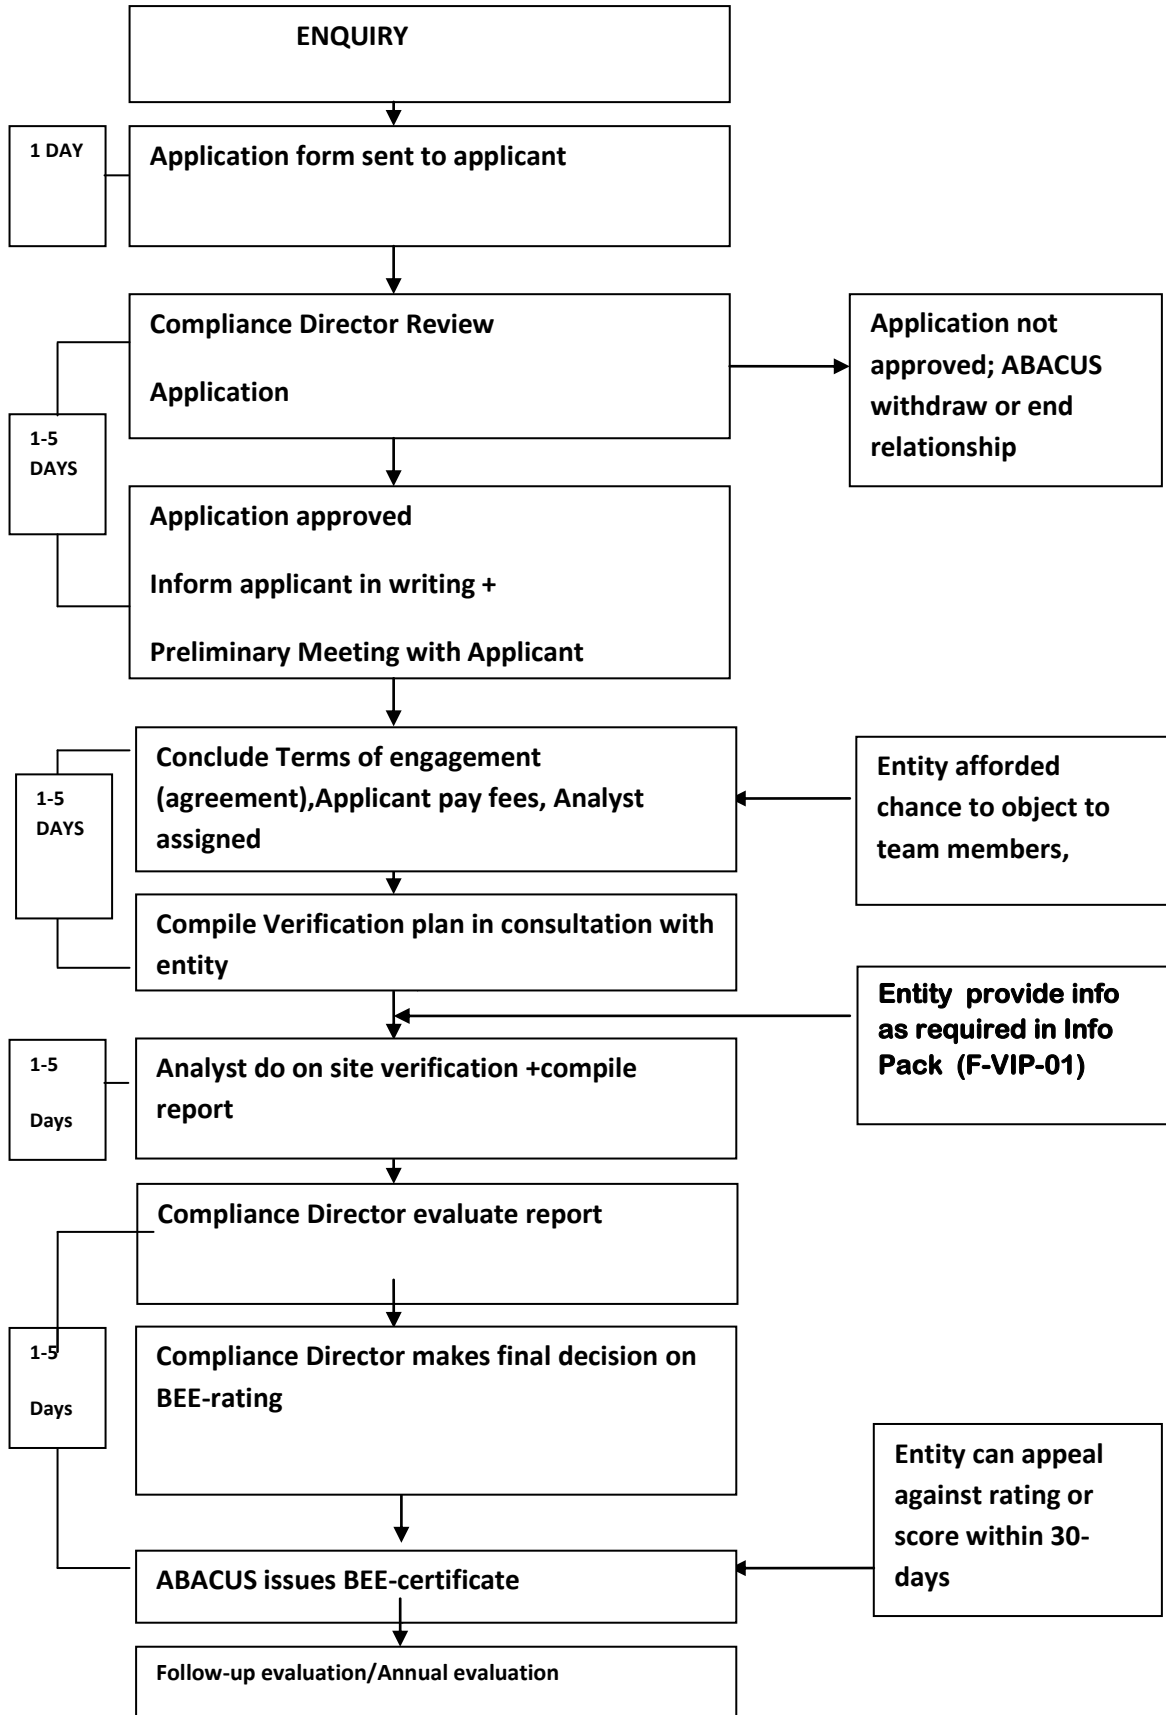 ENQUIRY
1 DAY
Application form sent to applicant
Compliance Director Review
Application
Application not
approved; ABACUS
withdraw or end
relationship
1-5
DAYS
Application approved
Inform applicant in writing +
Preliminary Meeting with Applicant
Conclude Terms of engagement
(agreement),Applicant pay fees, Analyst
assigned
Entity afforded
chance to object to
team members,
1-5
DAYS
Compile Verification plan in consultation with
entity
Entity provide info
as required in Info
Pack (F-VIP-01)
1-5
Days
Analyst do on site verification +compile
report
Compliance Director evaluate report
1-5
Days
Compliance Director makes final decision on
BEE-rating
Entity can appeal
against rating or
score within 30-
days
ABACUS issues BEE-certificate
Follow-up evaluation/Annual evaluation